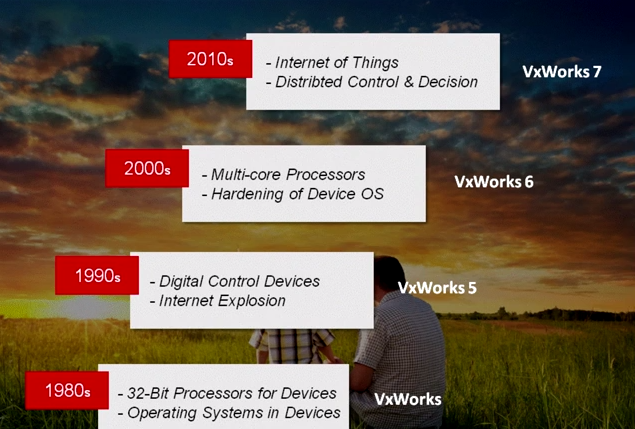 2010s
- Internet of Things
- Distribted Control & Decision
VxWorks 7
2000s
- Multi-core Processors
- Hardening of Device OS
VxWorks 6
1990s
- Digital Control Devices
- Internet Explosion
VxWorks 5
1980s
- 32-Bit Processors for Devices
- Operating Systems in Devices
VxWorks